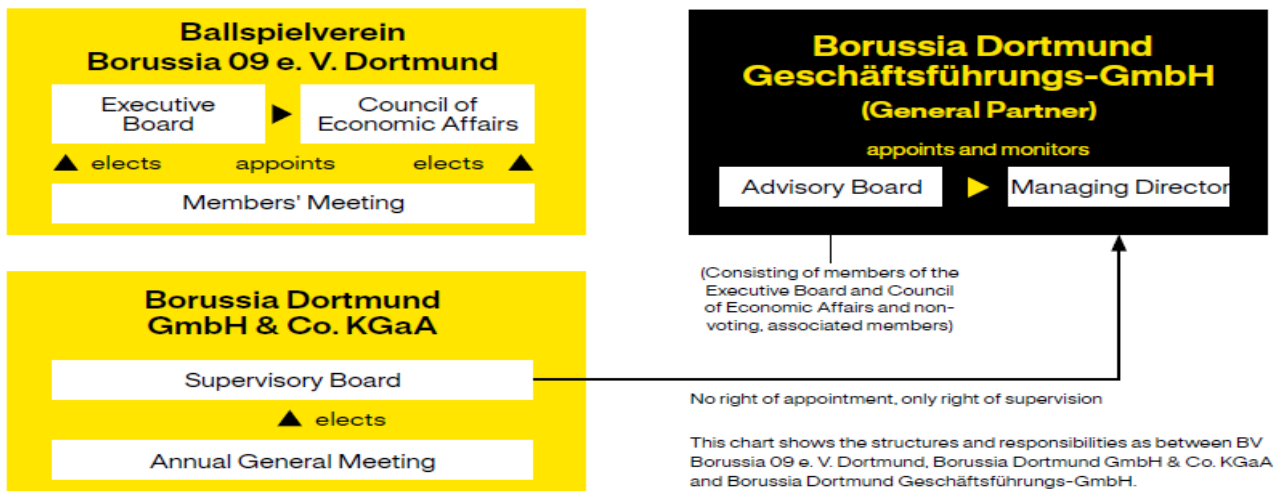 Ballspielverein
Borussia 09 e. V. Dortmund
Executive
Board
Council of
Economic Affairs
elects appoints elects
Members' Meeting
Borussia Dortmund
Geschäftsführungs-GmbH
(General Partner)
appoints and monitors
Advisory Board
Managing Director
(Consisting of members of the
Executive Board and Council
of Economic Affairs and non-
voting, associated members)
Borussia Dortmund
GmbH & Co. KGaA
Supervisory Board
elects
Annual General Meeting
No right of appointment, only right of supervision
This chart shows the structures and responsibilities as between BV
Borussia 09 e. V. Dortmund, Borussia Dortmund GmbH & Co. KGaA
and Borussia Dortmund Geschäftsführungs-GmbH.